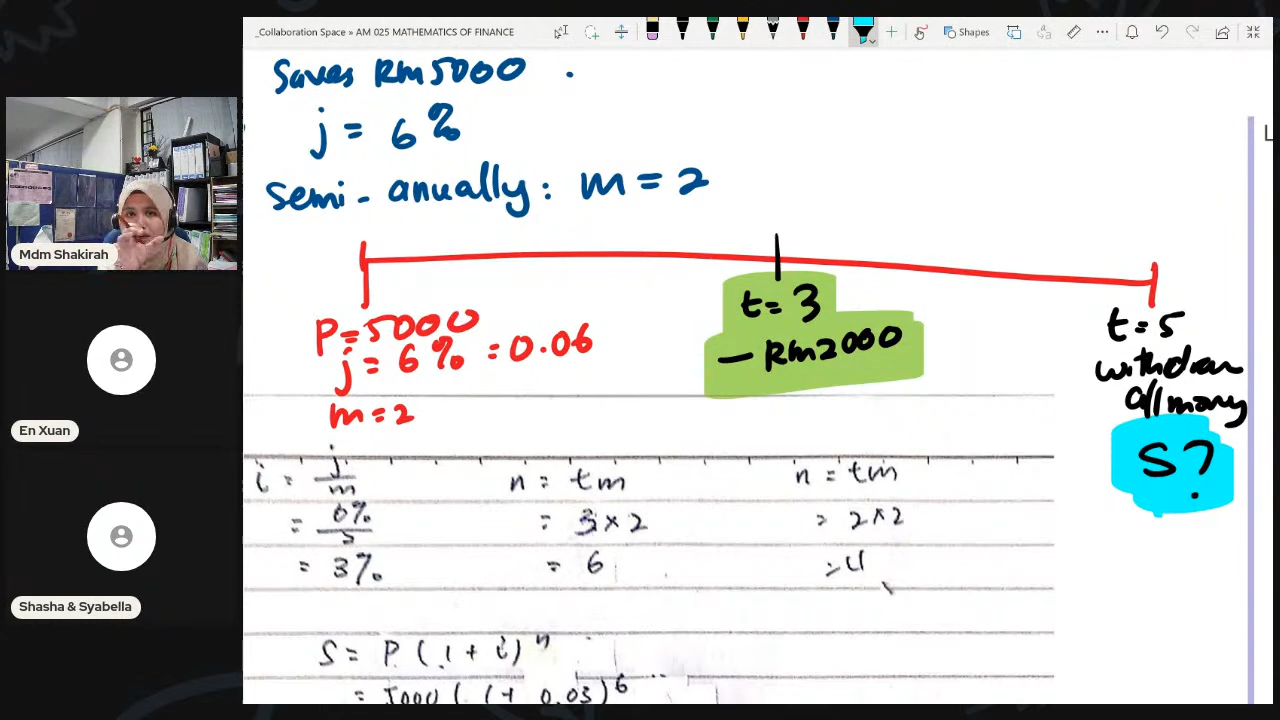 _Collaboration Space » AM 025 MATHEMATICS OF FINANCE
Shapes
Saves RM5000 .
j = 6%
Semi - anually : m = 2
Mdm Shakirah
En Xuan
Shasha & Syabella
P = 5000
j = 6% = 0.06
m = 2
t = 3
- RM2000
t = 5
withdraw
all money
S?
i = j/m
= 6%/2
= 3%
n = tm
= 3 × 2
= 6
n = tm
= 2 × 2
= 4
S = P ( 1 + i )^n
= 5000 ( 1 + 0.03 )^6
L